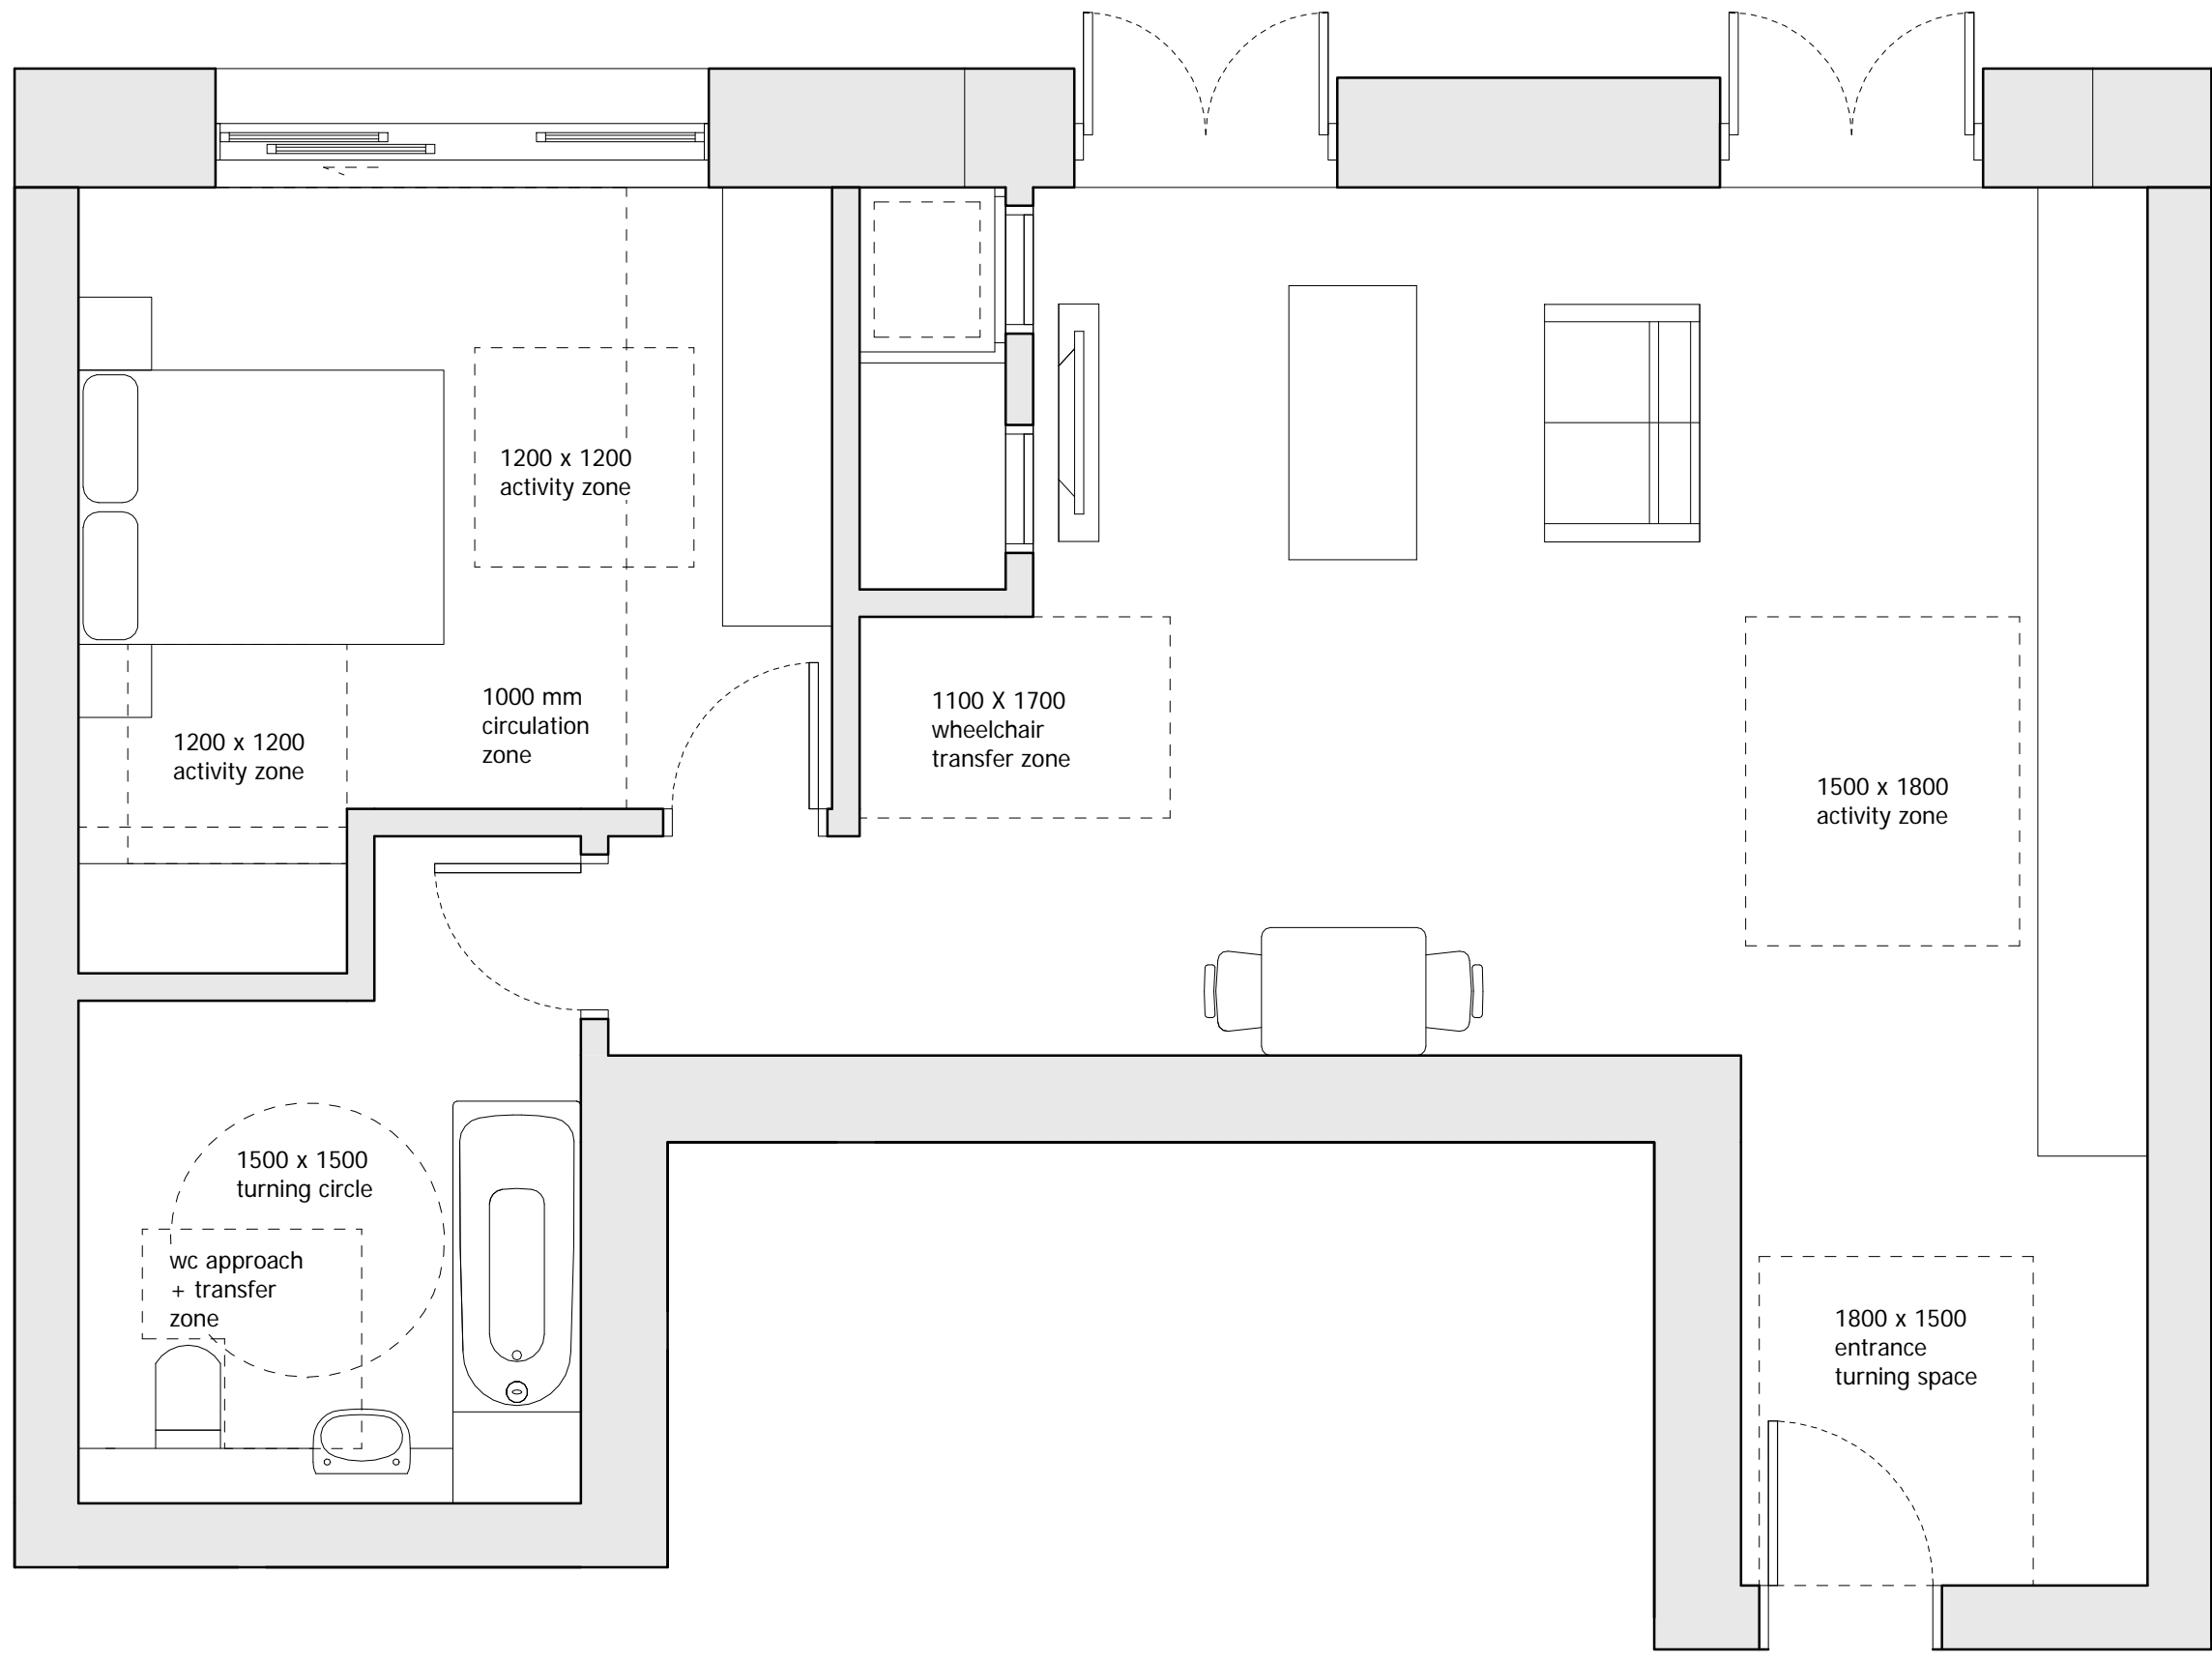 1200 x 1200
activity zone
1000 mm
circulation
zone
1200 x 1200
activity zone
1100 X 1700
wheelchair
transfer zone
1500 x 1800
activity zone
1500 x 1500
turning circle
wc approach
+ transfer
zone
1800 x 1500
entrance
turning space